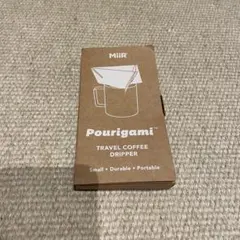 MiiR
Pourigami™
TRAVEL COFFEE
DRIPPER
Small • Durable • Portable